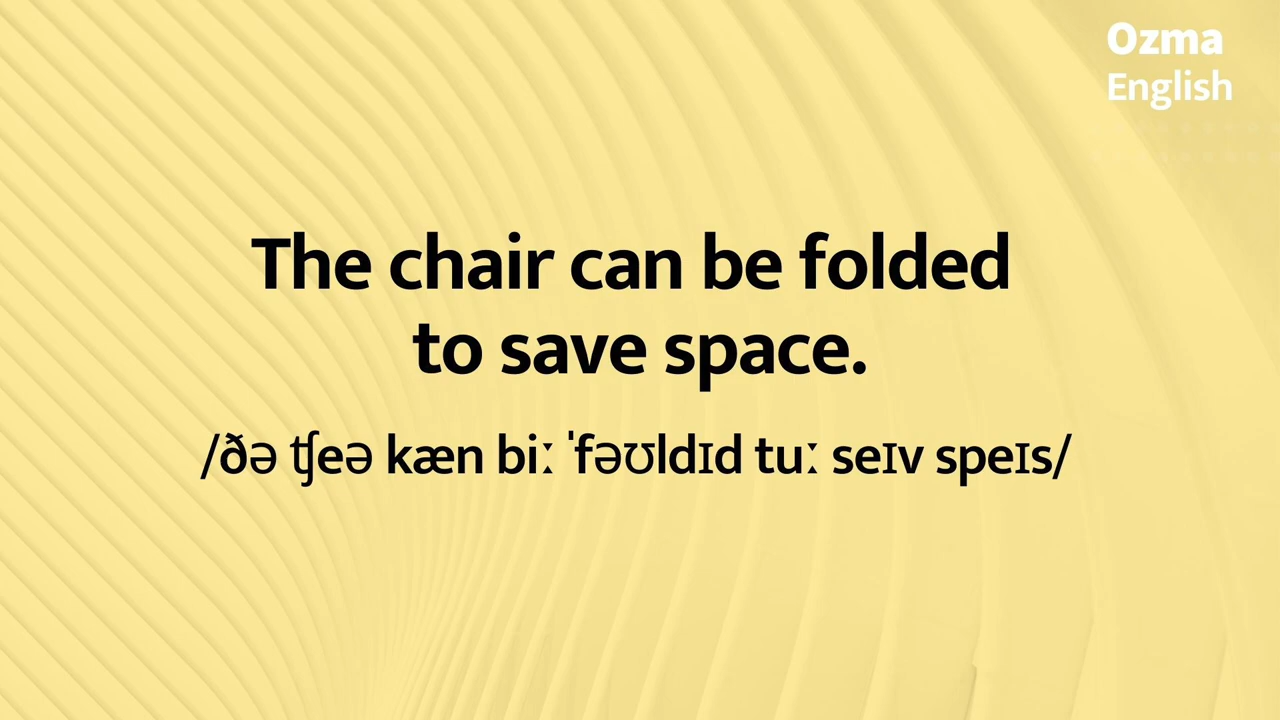 Ozma
English
The chair can be folded
to save space.
/ðə ʧeə kæn biː ˈfəʊldɪd tuː seɪv speɪs/